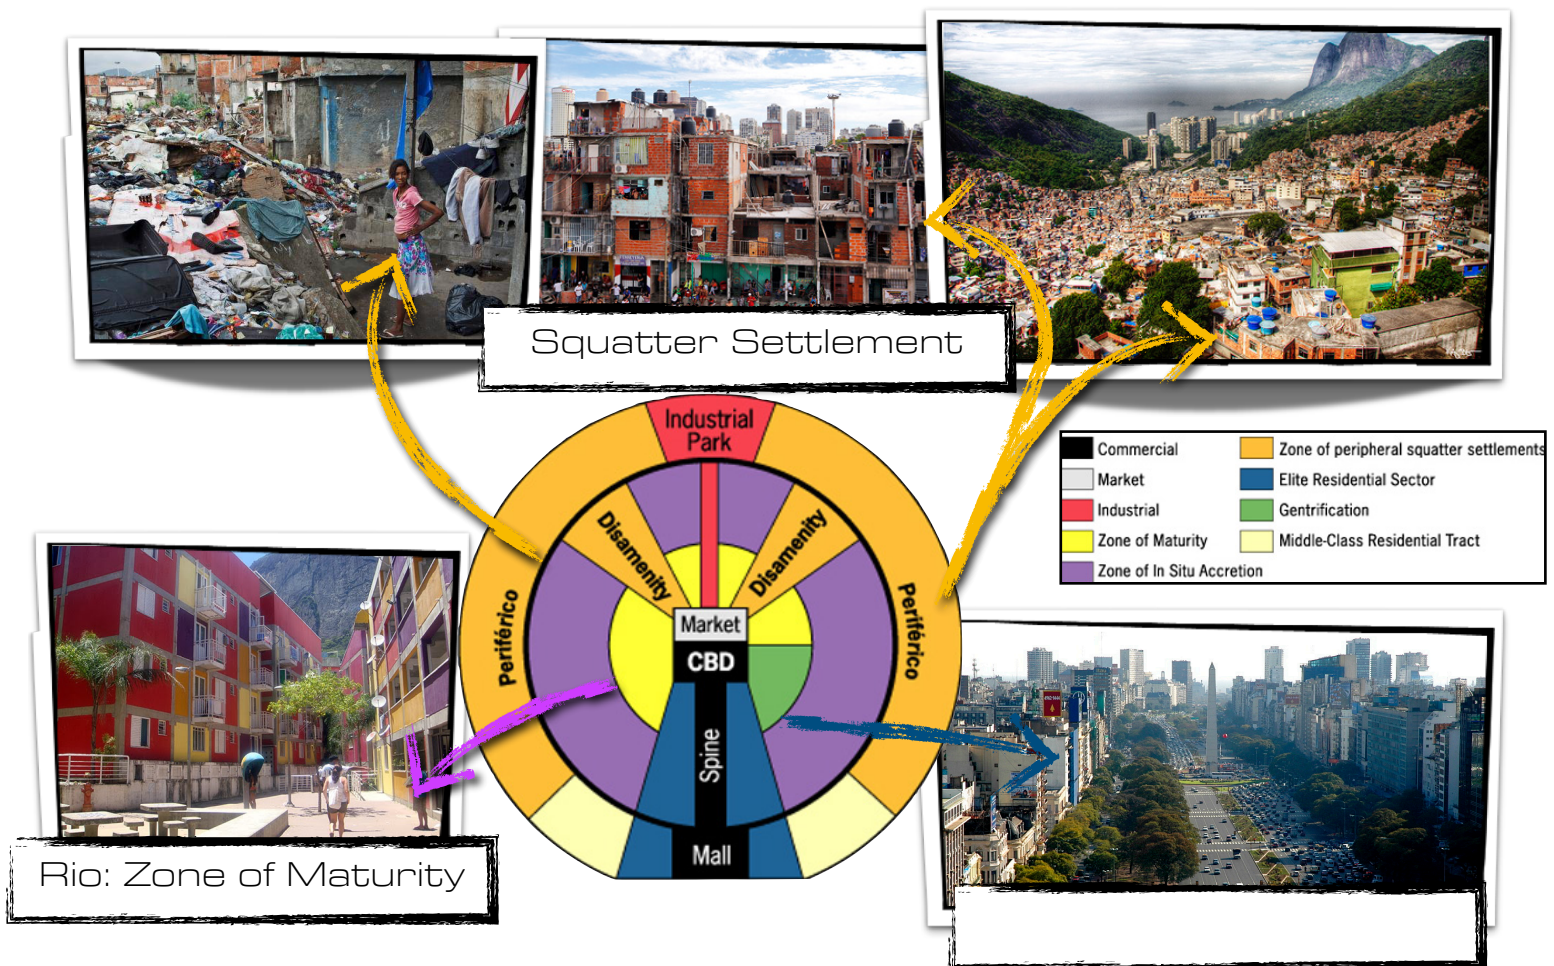 Squatter Settlement
Industrial
Park
Disamenity
Disamenity
Periférico
Periférico
Market
CBD
Spine
Mall
Commercial
Market
Industrial
Zone of Maturity
Zone of In Situ Accretion
Zone of peripheral squatter settlements
Elite Residential Sector
Gentrification
Middle-Class Residential Tract
Rio: Zone of Maturity